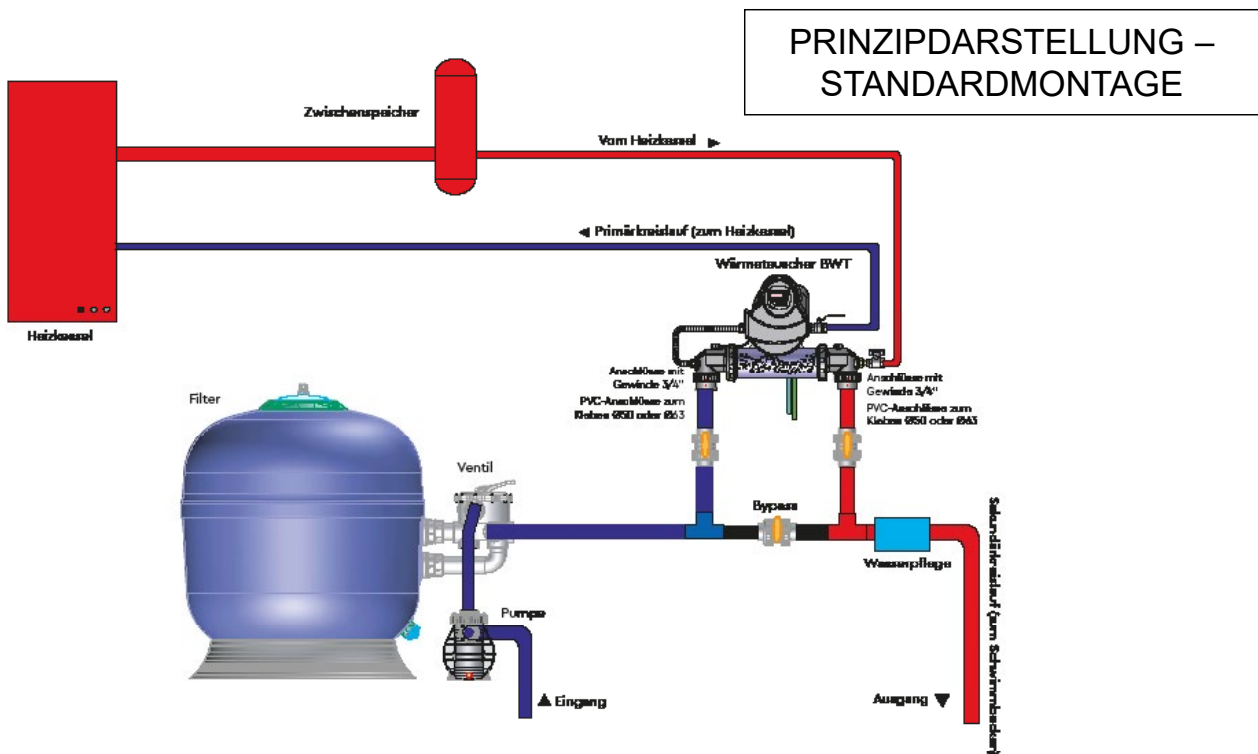 PRINZIPDARSTELLUNG –
STANDARDMONTAGE
Zwischenspeicher
Vom Heizkessel ►
◄ Primärkreislauf (zum Heizkessel)
Wärmetauscher BWT
Heizkessel
Anschlüsse mit
Gewinde 3/4"
PVC-Anschlüsse zum
Kleben Ø50 oder Ø63
Anschlüsse mit
Gewinde 3/4"
PVC-Anschlüsse zum
Kleben Ø50 oder Ø63
Filter
Ventil
Bypass
Wasserpflege
Sekundärkreislauf (zum Schwimmbecken)
Pumpe
▲ Eingang
Ausgang ▼